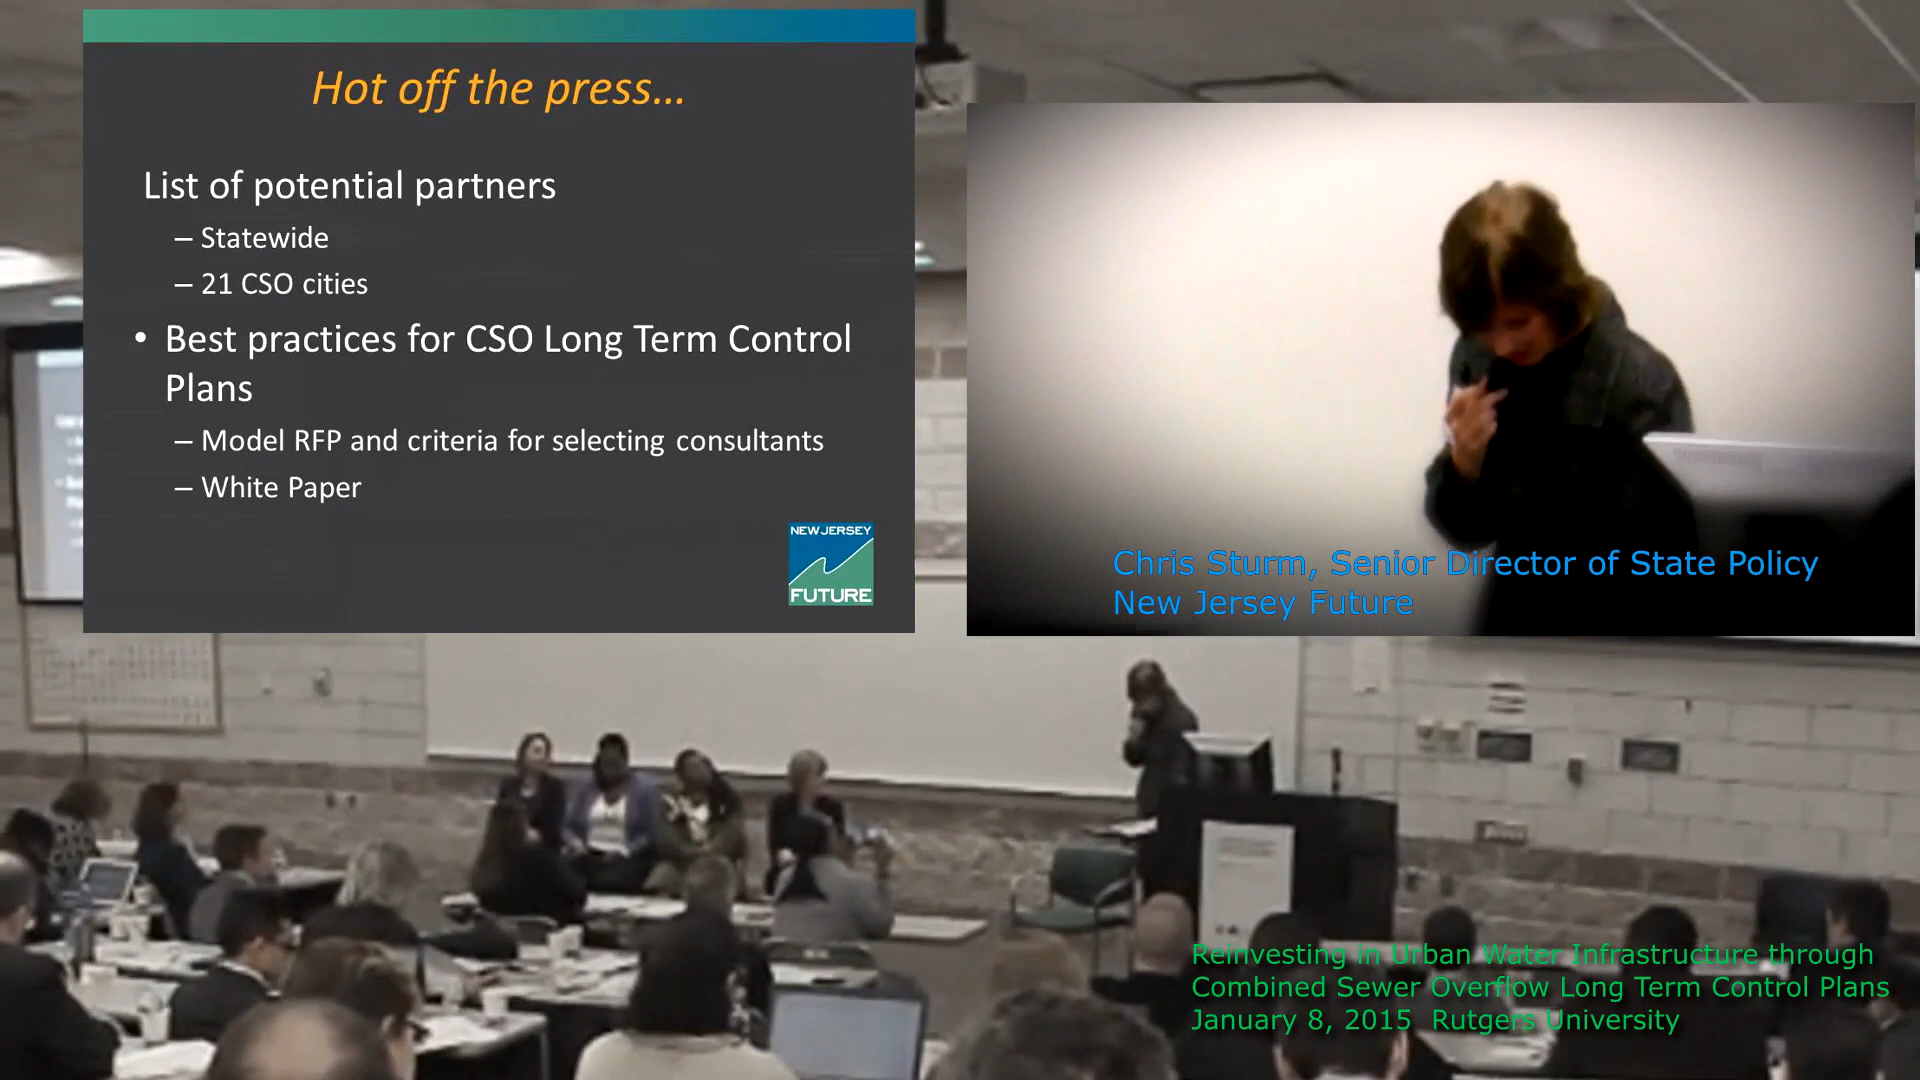 Hot off the press...
List of potential partners
– Statewide
– 21 CSO cities
• Best practices for CSO Long Term Control
Plans
– Model RFP and criteria for selecting consultants
– White Paper
NEW JERSEY
FUTURE
Chris Sturm, Senior Director of State Policy
New Jersey Future
Reinvesting in Urban Water Infrastructure through
Combined Sewer Overflow Long Term Control Plans
January 8, 2015 Rutgers University